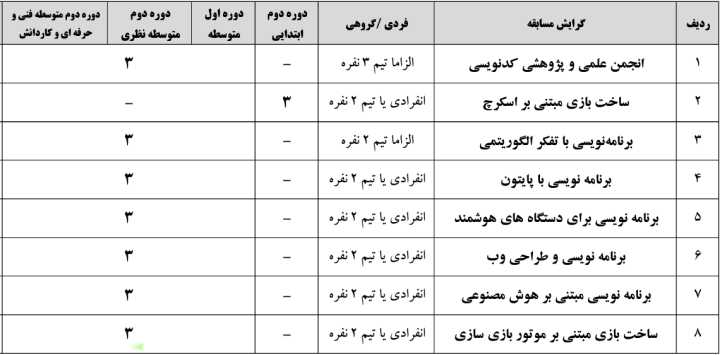 ردیف گرایش مسابقه فردی /گروهی دوره دوم ابتدایی دوره اول متوسطه دوره دوم متوسطه نظری دوره دوم متوسطه فنی و حرفه ای و کاردانش
۱ انجمن علمی و پژوهشی کدنویسی الزاما تیم ۳ نفره – ۳
۲ ساخت بازی مبتنی بر اسکرچ انفرادی یا تیم ۲ نفره ۳ –
۳ برنامه‌نویسی با تفکر الگوریتمی الزاما تیم ۲ نفره – ۳
۴ برنامه نویسی با پایتون انفرادی یا تیم ۲ نفره – ۳
۵ برنامه نویسی برای دستگاه های هوشمند انفرادی یا تیم ۲ نفره – ۳
۶ برنامه نویسی و طراحی وب انفرادی یا تیم ۲ نفره – ۳
۷ برنامه نویسی مبتنی بر هوش مصنوعی انفرادی یا تیم ۲ نفره – ۳
۸ ساخت بازی مبتنی بر موتور بازی سازی انفرادی یا تیم ۲ نفره – ۳